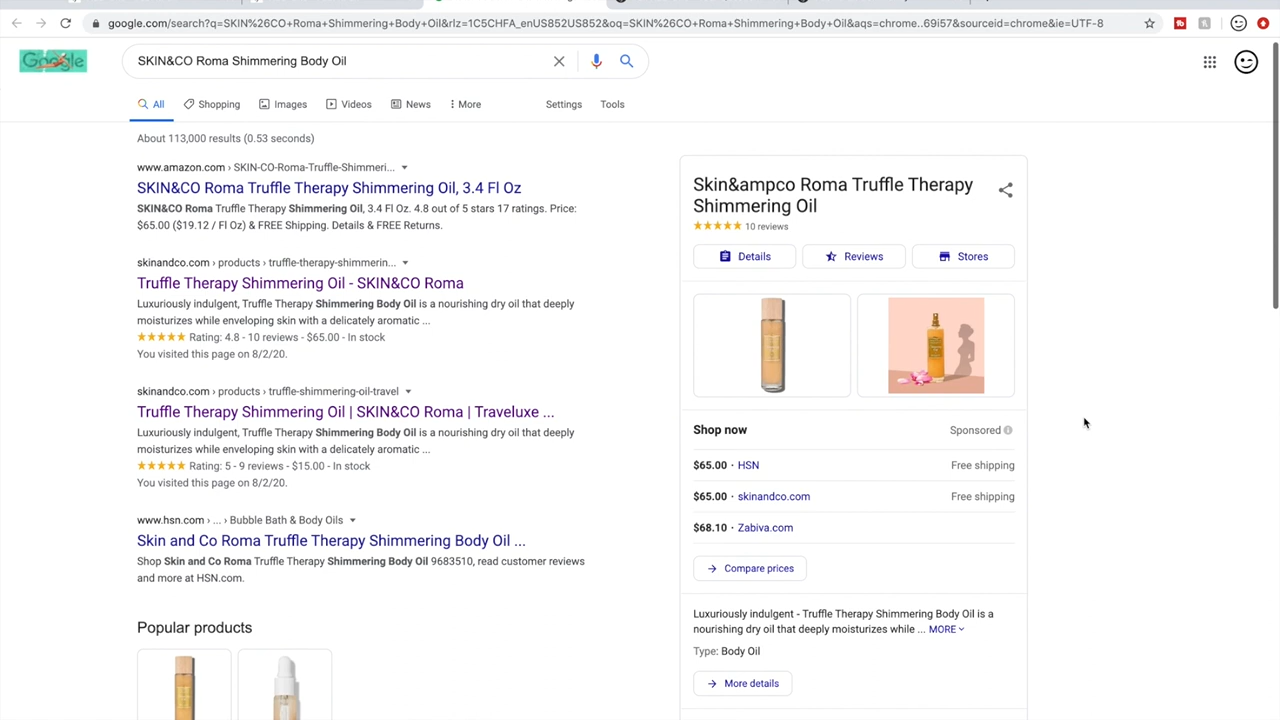 google.com/search?q=SKIN%26CO+Roma+Shimmering+Body+Oil&rlz=1C5CHFA_enUS852US852&oq=SKIN%26CO+Roma+Shimmering+Body+Oil&aqs=chrome..69i57&sourceid=chrome&ie=UTF-8
Google
SKIN&CO Roma Shimmering Body Oil
All Shopping Images Videos News More Settings Tools
About 113,000 results (0.53 seconds)
www.amazon.com › SKIN-CO-Roma-Truffle-Shimmeri...
SKIN&CO Roma Truffle Therapy Shimmering Oil, 3.4 Fl Oz
SKIN&CO Roma Truffle Therapy Shimmering Oil, 3.4 Fl Oz. 4.8 out of 5 stars 17 ratings. Price:
$65.00 ($19.12 / Fl Oz) & FREE Shipping. Details & FREE Returns.
skinandco.com › products › truffle-therapy-shimmerin...
Truffle Therapy Shimmering Oil - SKIN&CO Roma
Luxuriously indulgent, Truffle Therapy Shimmering Body Oil is a nourishing dry oil that deeply
moisturizes while enveloping skin with a delicately aromatic ...
Rating: 4.8 - 10 reviews - $65.00 - In stock
You visited this page on 8/2/20.
skinandco.com › products › truffle-shimmering-oil-travel
Truffle Therapy Shimmering Oil | SKIN&CO Roma | Traveluxe ...
Luxuriously indulgent, Truffle Therapy Shimmering Body Oil is a nourishing dry oil that deeply
moisturizes while enveloping skin with a delicately aromatic ...
Rating: 5 - 9 reviews - $15.00 - In stock
You visited this page on 8/2/20.
www.hsn.com › ... › Bubble Bath & Body Oils
Skin and Co Roma Truffle Therapy Shimmering Body Oil ...
Shop Skin and Co Roma Truffle Therapy Shimmering Body Oil 9683510, read customer reviews
and more at HSN.com.
Popular products
Skin&ampco Roma Truffle Therapy
Shimmering Oil
10 reviews
Details Reviews Stores
Shop now Sponsored
$65.00 · HSN Free shipping
$65.00 · skinandco.com Free shipping
$68.10 · Zabiva.com
Compare prices
Luxuriously indulgent - Truffle Therapy Shimmering Body Oil is a
nourishing dry oil that deeply moisturizes while ... MORE
Type: Body Oil
More details